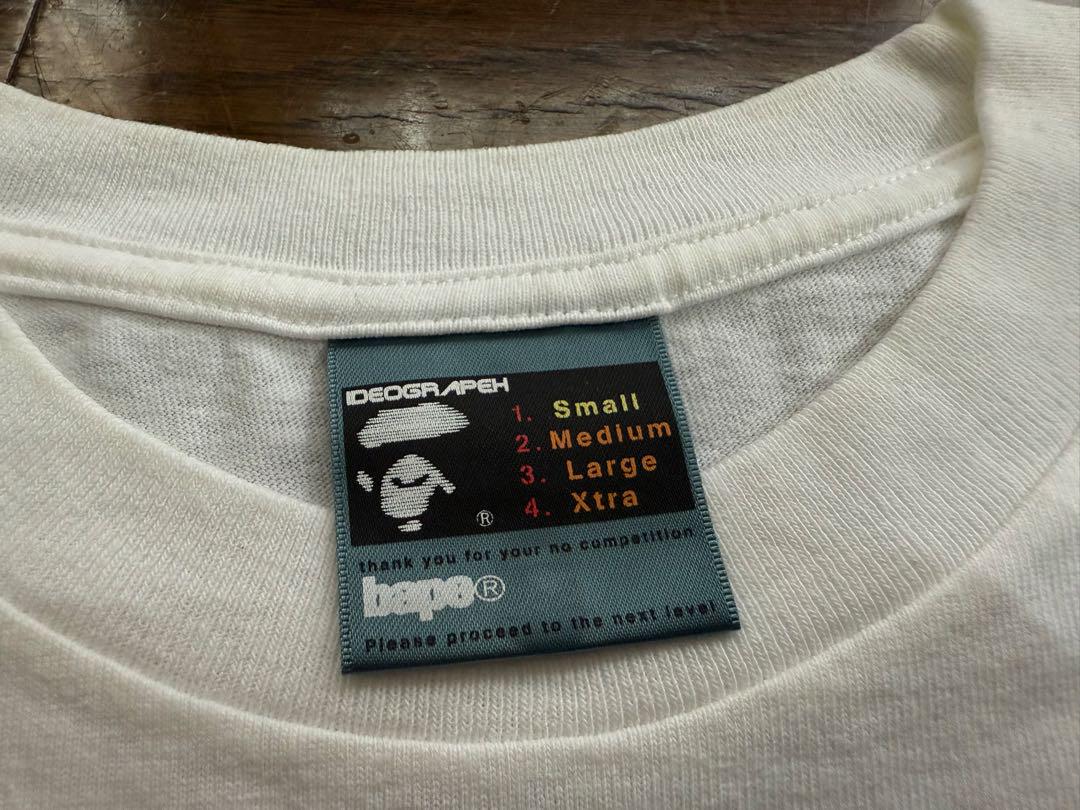 IDEOGRAPEH
1. Small
2. Medium
3. Large
4. Xtra
®
thank you for your no competition
bape®
Please proceed to the next level